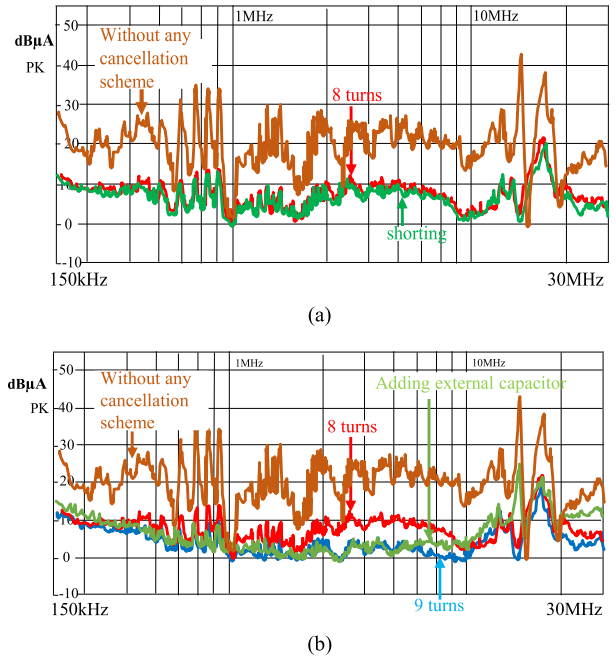 1MHz
10MHz
50
dBµA
Without any
cancellation
scheme
40
PK
30
8 turns
20
10
0
shorting
-10
150kHz
30MHz
(a)
50
1MHz
10MHz
dBµA
Without any
cancellation
scheme
Adding external capacitor
40
PK
8 turns
30
20
10
0
-10
150kHz
9 turns
30MHz
(b)